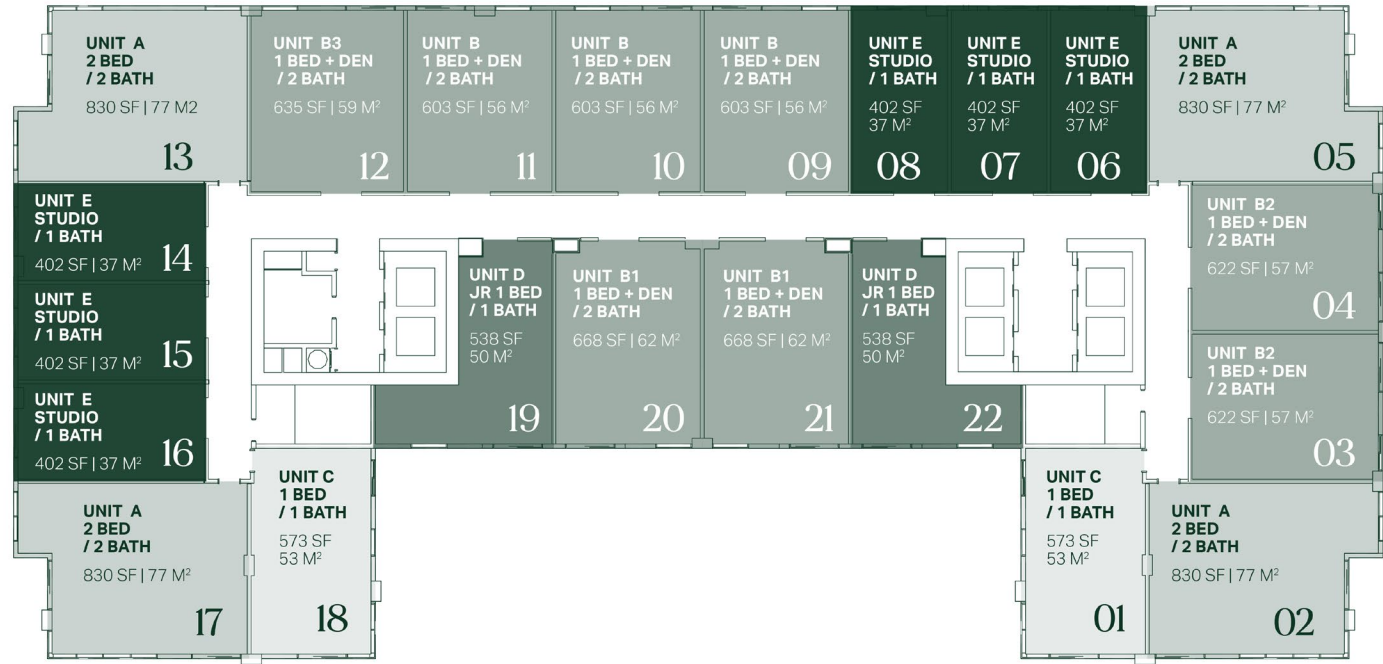 UNIT A
2 BED
/ 2 BATH
830 SF | 77 M2
13
UNIT B3
1 BED + DEN
/ 2 BATH
635 SF | 59 M²
12
UNIT B
1 BED + DEN
/ 2 BATH
603 SF | 56 M²
11
UNIT B
1 BED + DEN
/ 2 BATH
603 SF | 56 M²
10
UNIT B
1 BED + DEN
/ 2 BATH
603 SF | 56 M²
09
UNIT E
STUDIO
/ 1 BATH
402 SF
37 M²
08
UNIT E
STUDIO
/ 1 BATH
402 SF
37 M²
07
UNIT E
STUDIO
/ 1 BATH
402 SF
37 M²
06
UNIT A
2 BED
/ 2 BATH
830 SF | 77 M²
05
UNIT E
STUDIO
/ 1 BATH
402 SF | 37 M²
14
UNIT E
STUDIO
/ 1 BATH
402 SF | 37 M²
15
UNIT E
STUDIO
/ 1 BATH
402 SF | 37 M²
16
UNIT D
JR 1 BED
/ 1 BATH
538 SF
50 M²
19
UNIT B1
1 BED + DEN
/ 2 BATH
668 SF | 62 M²
20
UNIT B1
1 BED + DEN
/ 2 BATH
668 SF | 62 M²
21
UNIT D
JR 1 BED
/ 1 BATH
538 SF
50 M²
22
UNIT B2
1 BED + DEN
/ 2 BATH
622 SF | 57 M²
04
UNIT B2
1 BED + DEN
/ 2 BATH
622 SF | 57 M²
03
UNIT A
2 BED
/ 2 BATH
830 SF | 77 M²
17
UNIT C
1 BED
/ 1 BATH
573 SF
53 M²
18
UNIT C
1 BED
/ 1 BATH
573 SF
53 M²
01
UNIT A
2 BED
/ 2 BATH
830 SF | 77 M²
02